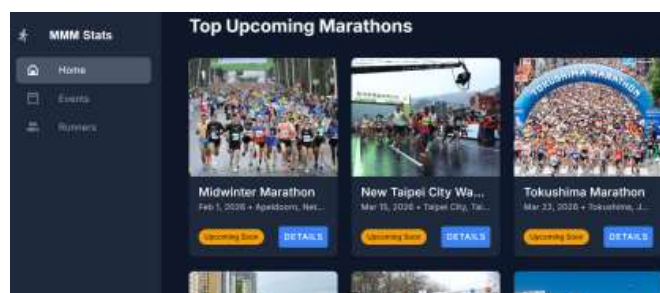 MMM Stats
Home
Events
Runners
Top Upcoming Marathons
TOKUSHIMA MARATHON
Midwinter Marathon
Feb 1, 2026 • Apeldoorn, Net...
Upcoming Soon
DETAILS
New Taipei City Wa...
Mar 15, 2026 • Taipei City, Tai...
Upcoming Soon
DETAILS
Tokushima Marathon
Mar 23, 2026 • Tokushima, J...
Upcoming Soon
DETAILS